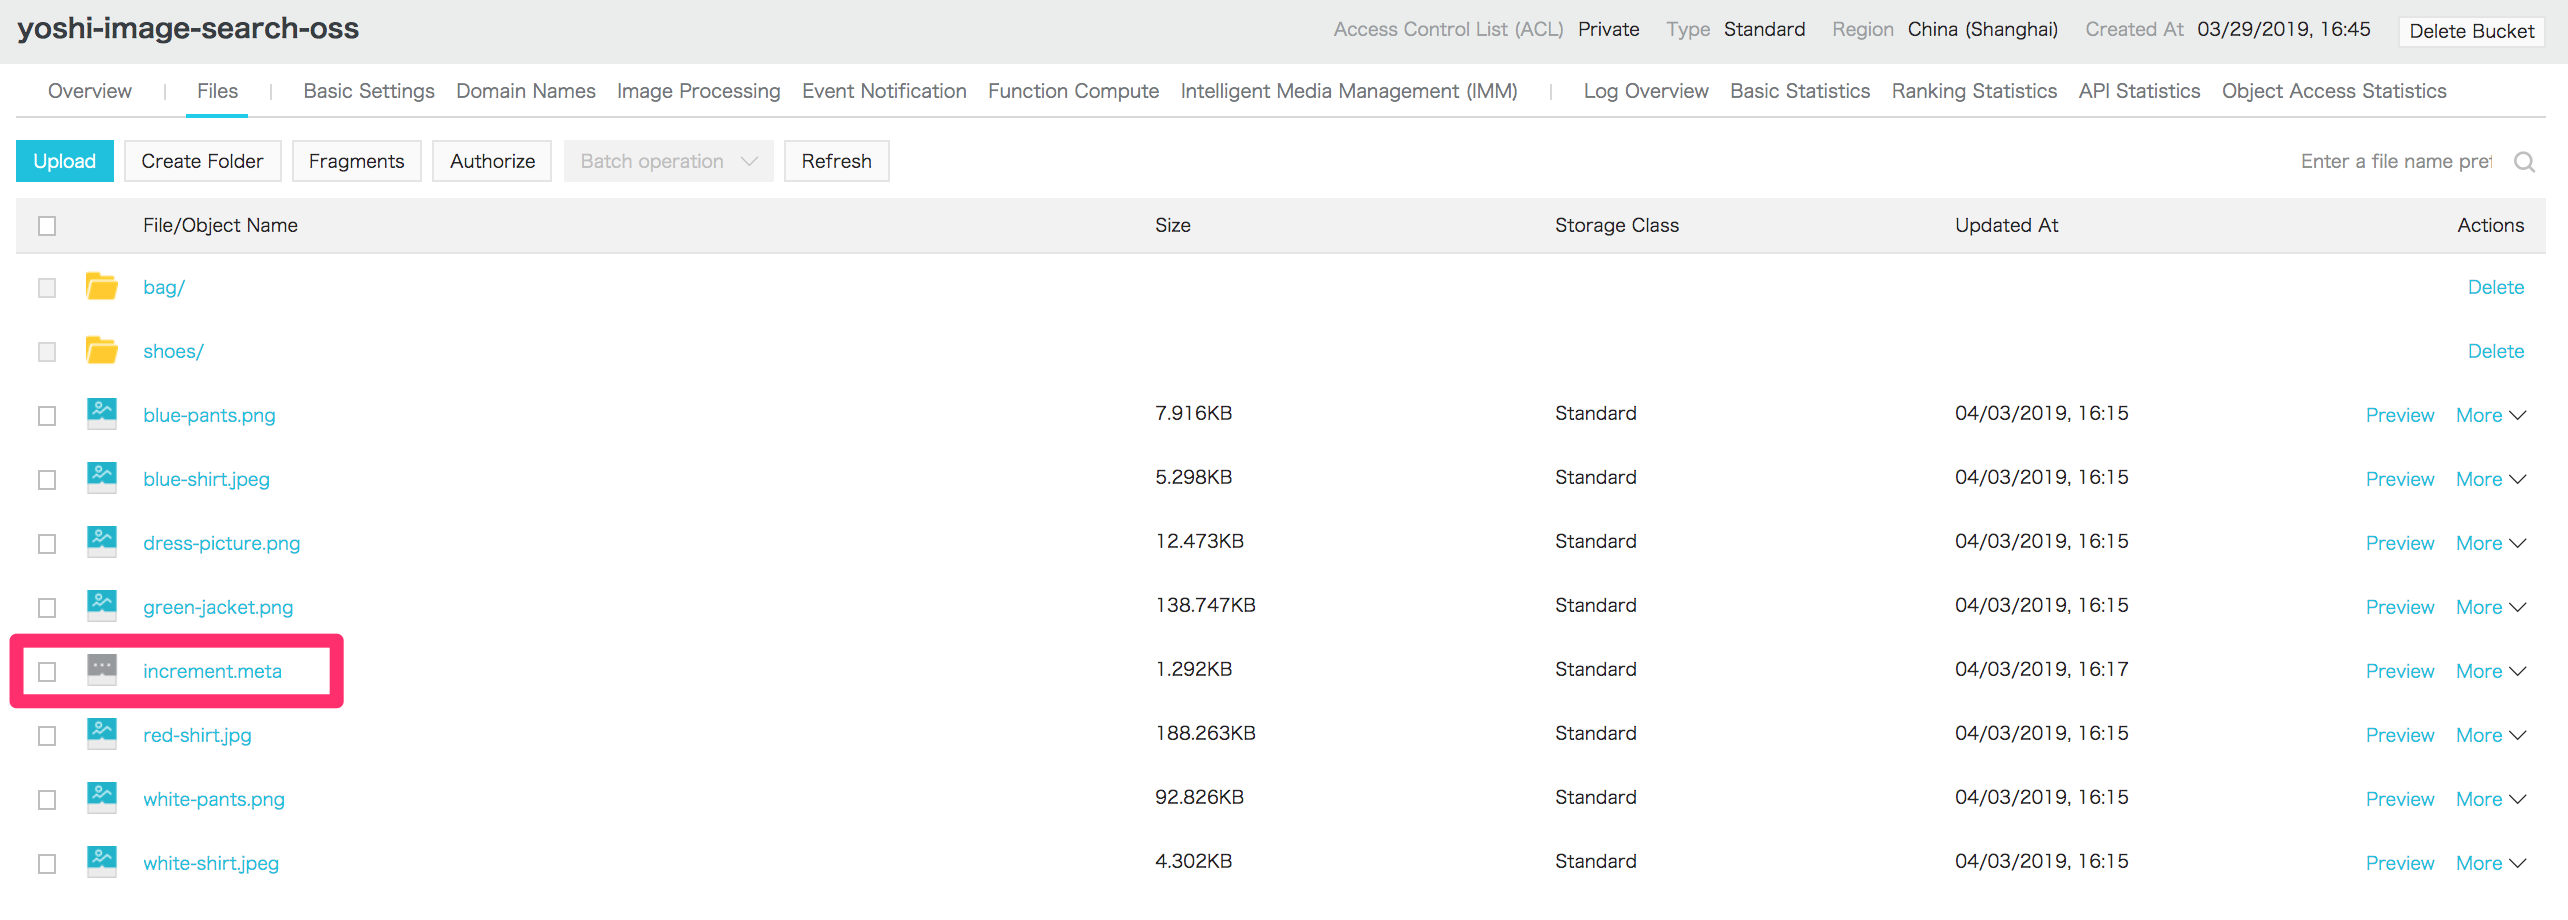 yoshi-image-search-oss Access Control List (ACL) Private Type Standard Region China (Shanghai) Created At 03/29/2019, 16:45 Delete Bucket
Overview | Files | Basic Settings Domain Names Image Processing Event Notification Function Compute Intelligent Media Management (IMM) | Log Overview Basic Statistics Ranking Statistics API Statistics Object Access Statistics
Upload Create Folder Fragments Authorize Batch operation Refresh Enter a file name pre
File/Object Name Size Storage Class Updated At Actions
bag/ Delete
shoes/ Delete
blue-pants.png 7.916KB Standard 04/03/2019, 16:15 Preview More
blue-shirt.jpeg 5.298KB Standard 04/03/2019, 16:15 Preview More
dress-picture.png 12.473KB Standard 04/03/2019, 16:15 Preview More
green-jacket.png 138.747KB Standard 04/03/2019, 16:15 Preview More
increment.meta 1.292KB Standard 04/03/2019, 16:17 Preview More
red-shirt.jpg 188.263KB Standard 04/03/2019, 16:15 Preview More
white-pants.png 92.826KB Standard 04/03/2019, 16:15 Preview More
white-shirt.jpeg 4.302KB Standard 04/03/2019, 16:15 Preview More